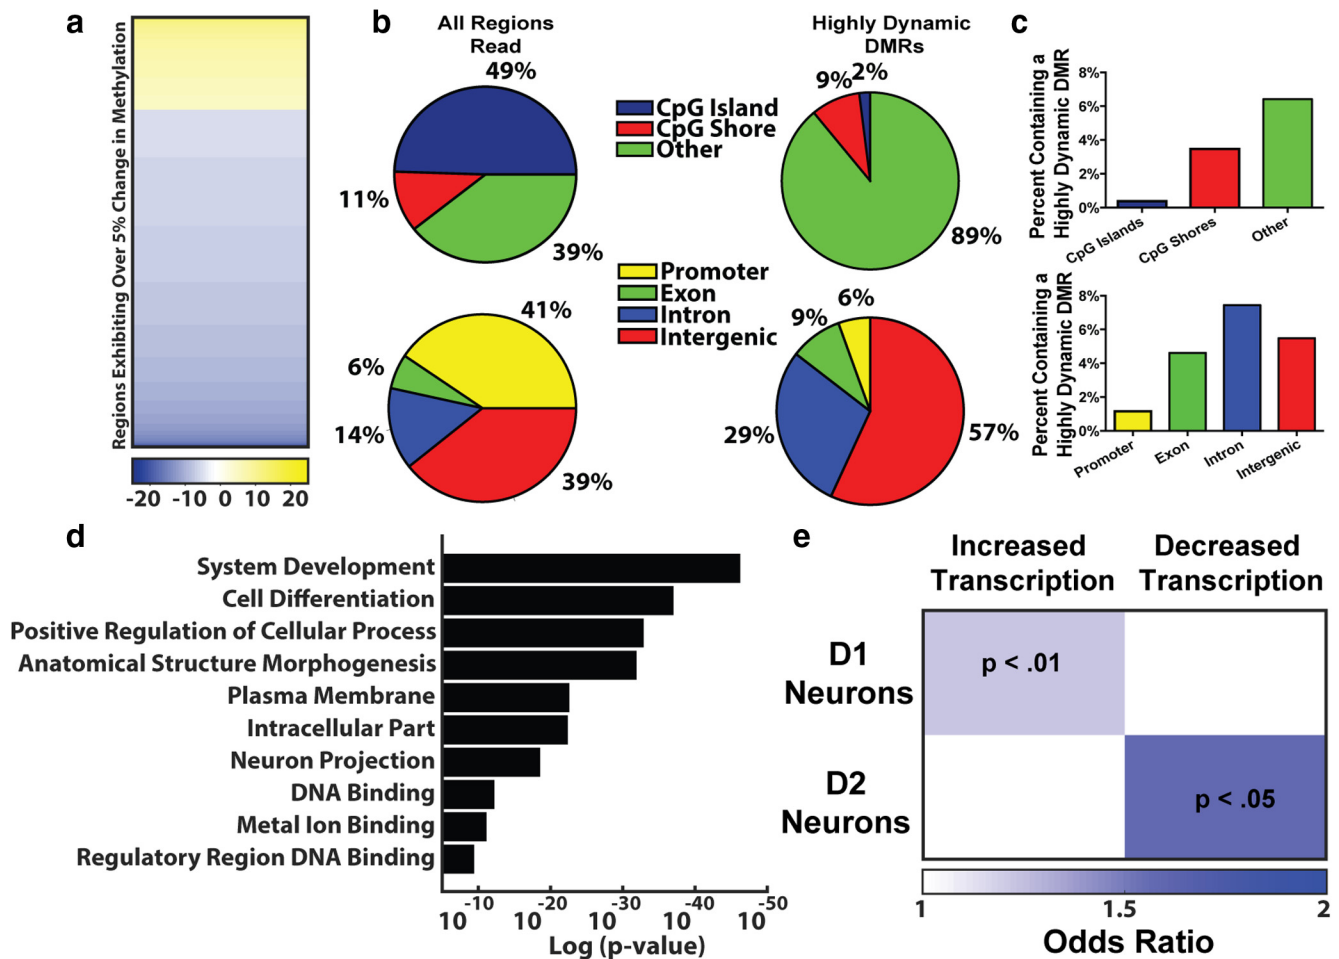 a
Regions Exhibiting Over 5% Change in Methylation
-20 -10 0 10 20
b
All Regions
Read
49%
11%
39%
CpG Island
CpG Shore
Other
Highly Dynamic
DMRs
9% 2%
89%
41%
6%
14%
39%
Promoter
Exon
Intron
Intergenic
6%
9%
29%
57%
c
Percent Containing a
Highly Dynamic DMR
8%
6%
4%
2%
0%
CpG Islands
CpG Shores
Other
Percent Containing a
Highly Dynamic DMR
8%
6%
4%
2%
0%
Promoter
Exon
Intron
Intergenic
d
System Development
Cell Differentiation
Positive Regulation of Cellular Process
Anatomical Structure Morphogenesis
Plasma Membrane
Intracellular Part
Neuron Projection
DNA Binding
Metal Ion Binding
Regulatory Region DNA Binding
10-10 10-20 10-30 10-40 10-50
Log (p-value)
e
Increased
Transcription
Decreased
Transcription
D1
Neurons
p < .01
D2
Neurons
p < .05
1 1.5 2
Odds Ratio